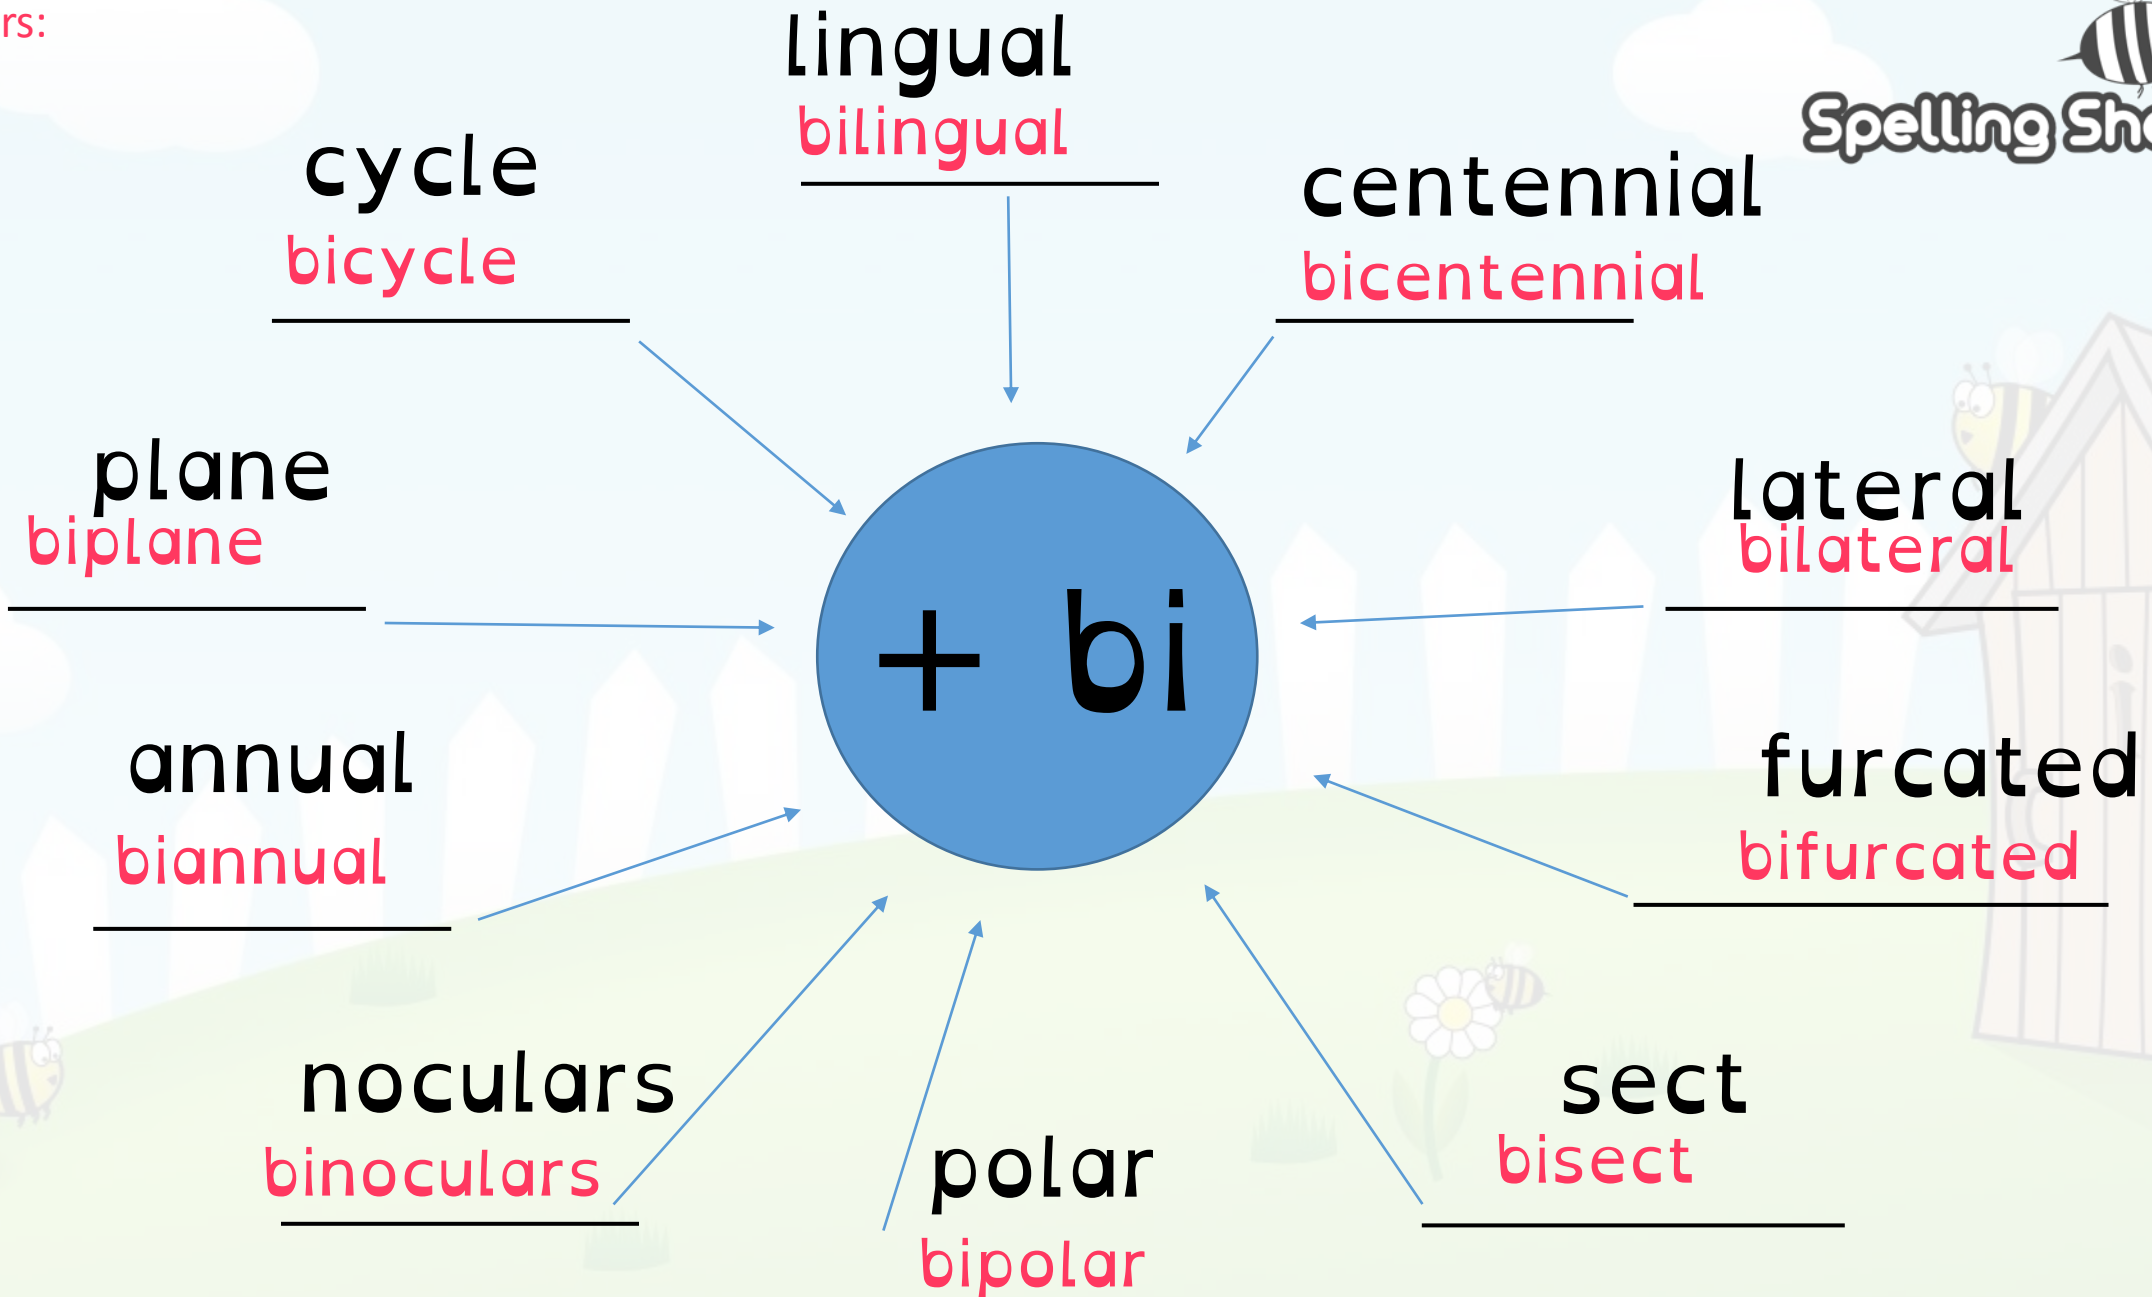 rs:
lingual
bilingual
Spelling Sh
cycle
bicycle
centennial
bicentennial
plane
biplane
lateral
bilateral
+ bi
annual
biannual
furcated
bifurcated
noculars
binoculars
polar
bipolar
sect
bisect